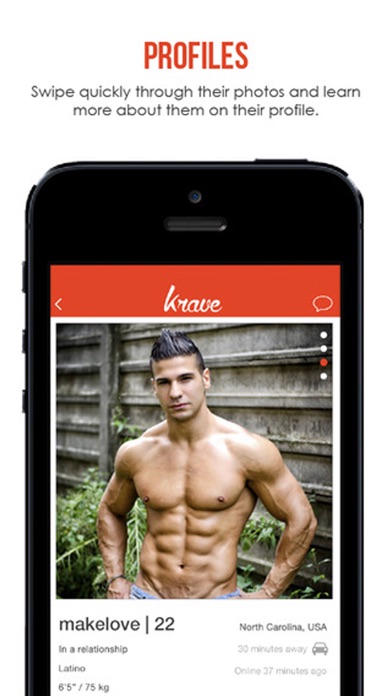 PROFILES
Swipe quickly through their photos and learn
more about them on their profile.
Krave
makelove | 22
North Carolina, USA
In a relationship
30 minutes away
Latino
Online 37 minutes ago
6'5" / 75 kg